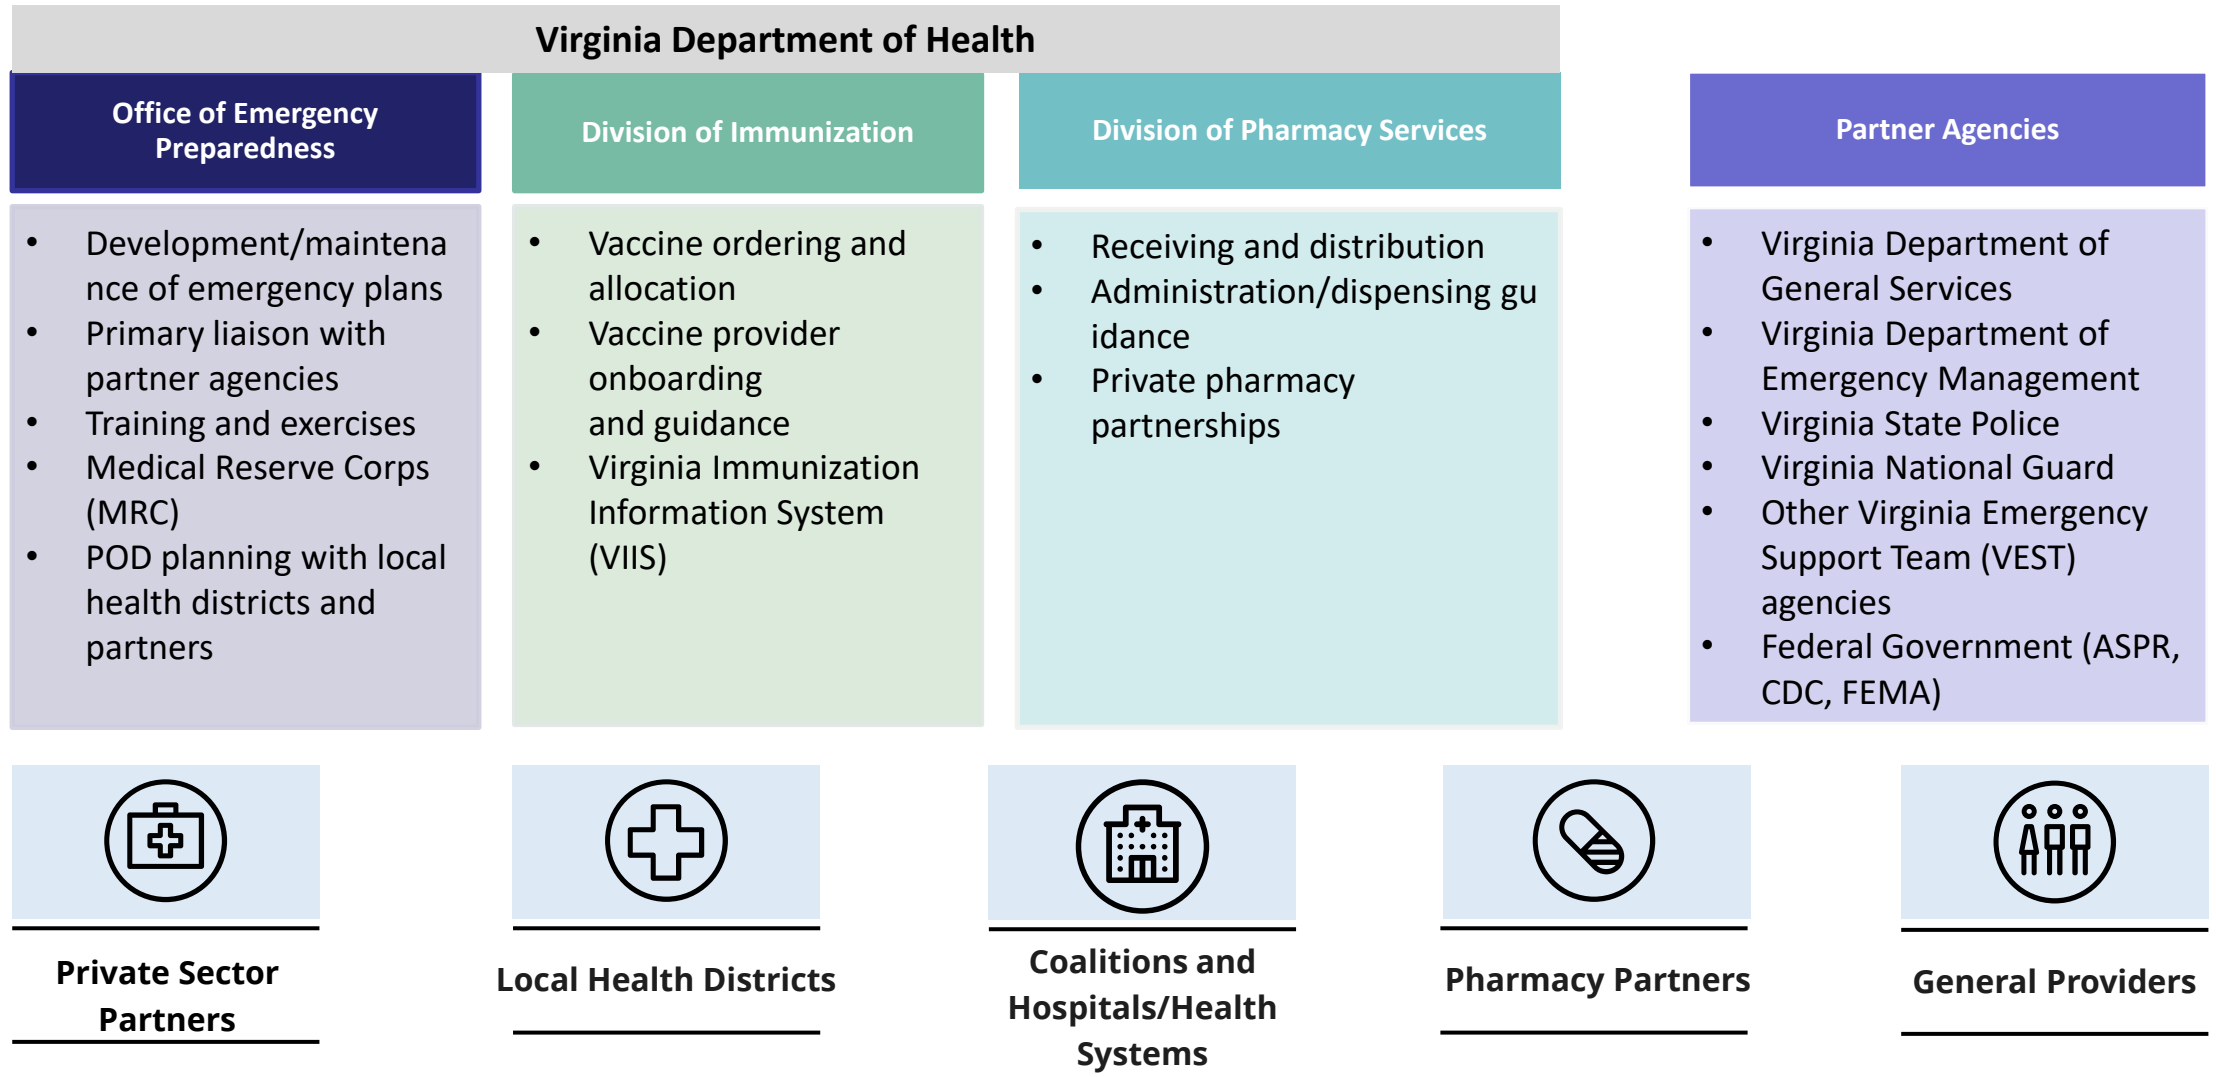 Virginia Department of Health
Office of Emergency
Preparedness
Development/maintena
nce of emergency plans
Primary liaison with
partner agencies
Training and exercises
Medical Reserve Corps
(MRC)
POD planning with local
health districts and
partners
Division of Immunization
Vaccine ordering and
allocation
Vaccine provider
onboarding
and guidance
Virginia Immunization
Information System
(VIIS)
Division of Pharmacy Services
Receiving and distribution
Administration/dispensing gu
idance
Private pharmacy
partnerships
Partner Agencies
Virginia Department of
General Services
Virginia Department of
Emergency Management
Virginia State Police
Virginia National Guard
Other Virginia Emergency
Support Team (VEST)
agencies
Federal Government (ASPR,
CDC, FEMA)
Private Sector
Partners
Local Health Districts
Coalitions and
Hospitals/Health
Systems
Pharmacy Partners
General Providers